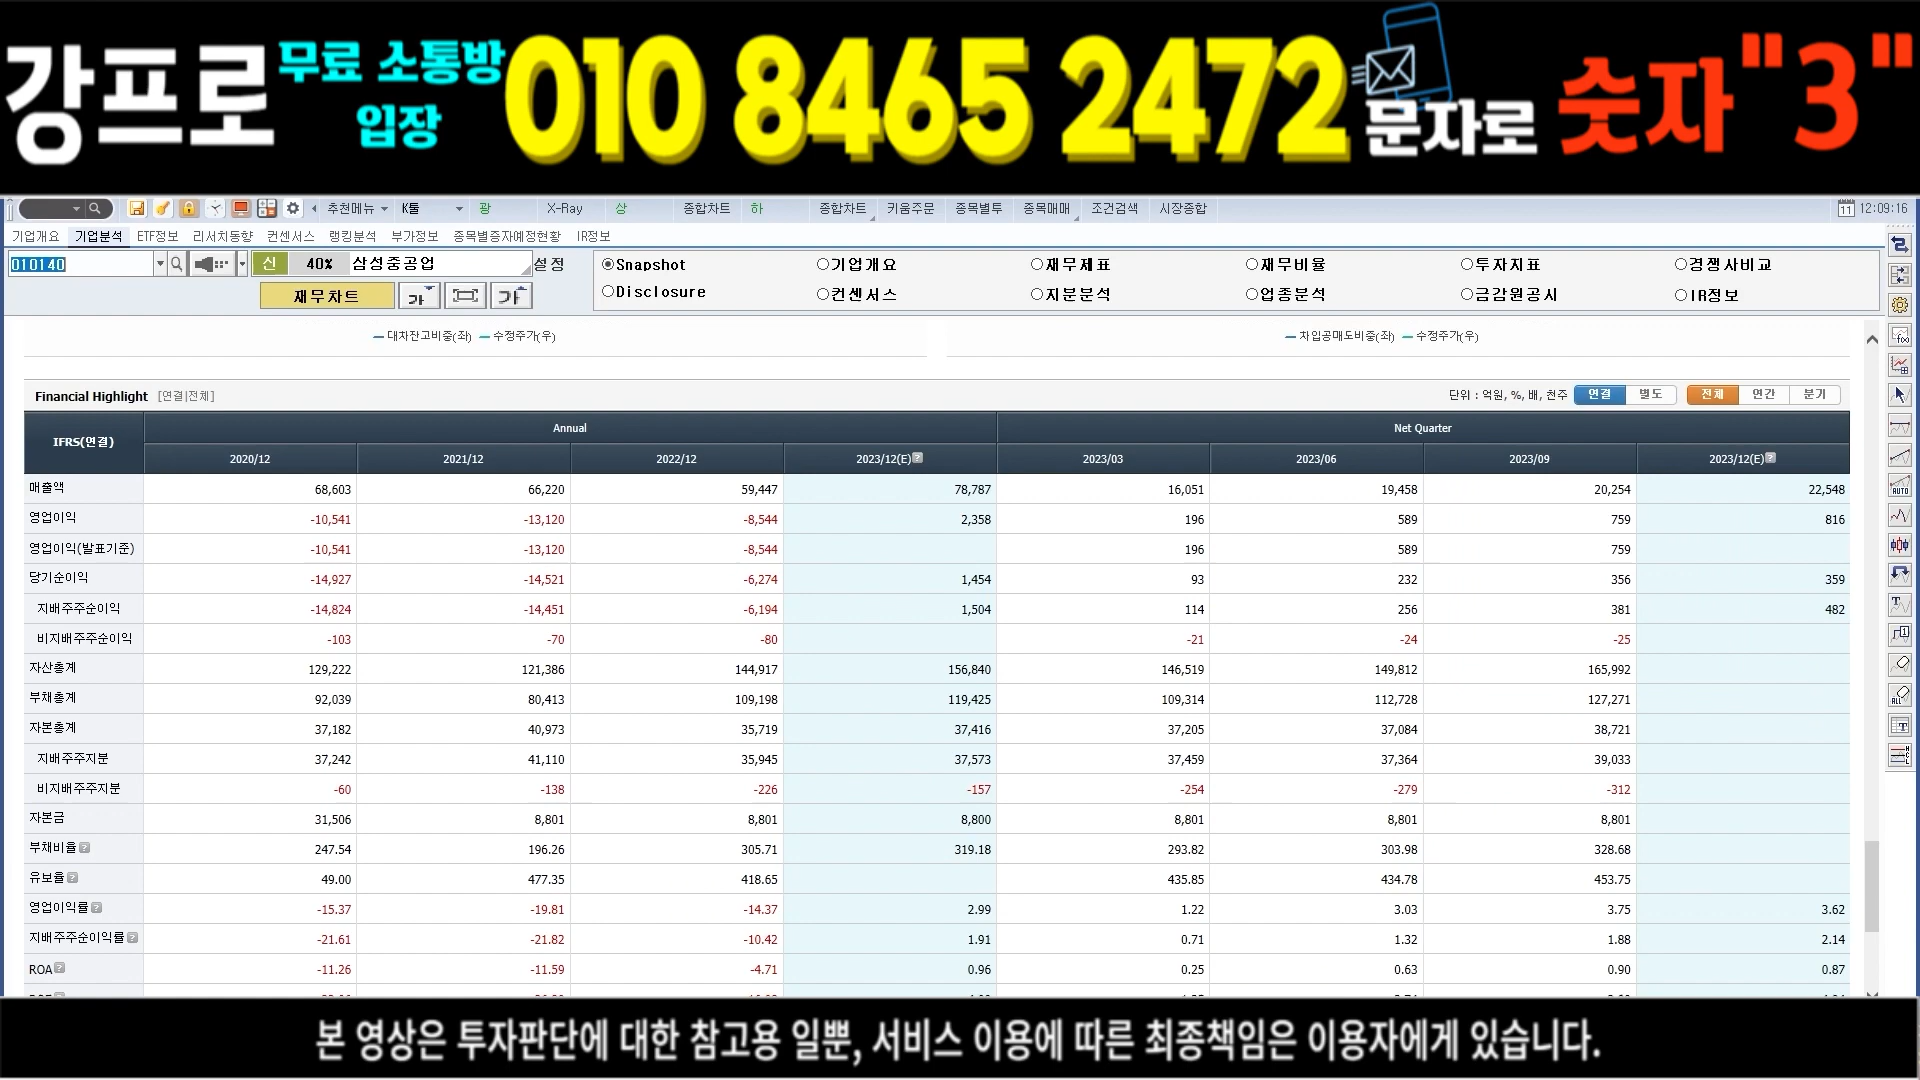 강프로 무료 소통방 입장 010 8465 2472 문자로 숫자"3"
추천메뉴 K툴 광 X-Ray 상 종합차트 하 종합차트 키움주문 종목별투 종목매매 조건검색 시장종합 11 12:09:16
기업개요 기업분석 ETF정보 리서치동향 컨센서스 랭킹분석 부가정보 종목별증자예정현황 IR정보
010140 신 40% 삼성중공업 설정 Snapshot 기업개요 재무제표 재무비율 투자지표 경쟁사비교
재무차트 가 가 Disclosure 컨센서스 지분분석 업종분석 금감원공시 IR정보
대차잔고비중(좌) 수정주가(우) 차입공매도비중(좌) 수정주가(우)
Financial Highlight [연결|전체] 단위 : 억원, %, 배, 천주 연결 별도 전체 연간 분기
IFRS(연결) Annual Net Quarter
2020/12 2021/12 2022/12 2023/12(E) 2023/03 2023/06 2023/09 2023/12(E)
매출액 68,603 66,220 59,447 78,787 16,051 19,458 20,254 22,548
영업이익 -10,541 -13,120 -8,544 2,358 196 589 759 816
영업이익(발표기준) -10,541 -13,120 -8,544 196 589 759
당기순이익 -14,927 -14,521 -6,274 1,454 93 232 356 359
지배주주순이익 -14,824 -14,451 -6,194 1,504 114 256 381 482
비지배주주순이익 -103 -70 -80 -21 -24 -25
자산총계 129,222 121,386 144,917 156,840 146,519 149,812 165,992
부채총계 92,039 80,413 109,198 119,425 109,314 112,728 127,271
자본총계 37,182 40,973 35,719 37,416 37,205 37,084 38,721
지배주주지분 37,242 41,110 35,945 37,573 37,459 37,364 39,033
비지배주주지분 -60 -138 -226 -157 -254 -279 -312
자본금 31,506 8,801 8,801 8,800 8,801 8,801 8,801
부채비율 247.54 196.26 305.71 319.18 293.82 303.98 328.68
유보율 49.00 477.35 418.65 435.85 434.78 453.75
영업이익률 -15.37 -19.81 -14.37 2.99 1.22 3.03 3.75 3.62
지배주주순이익률 -21.61 -21.82 -10.42 1.91 0.71 1.32 1.88 2.14
ROA -11.26 -11.59 -4.71 0.96 0.25 0.63 0.90 0.87
본 영상은 투자판단에 대한 참고용 일뿐, 서비스 이용에 따른 최종책임은 이용자에게 있습니다.